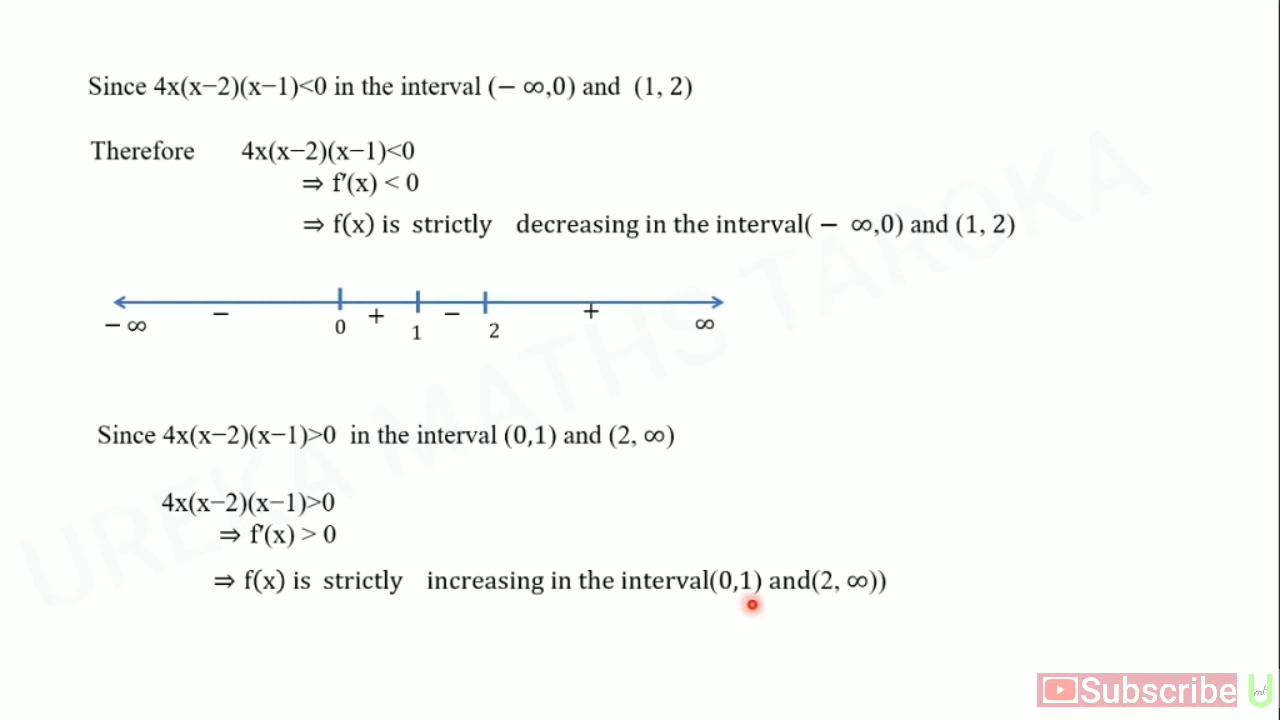 Since 4x(x−2)(x−1)<0 in the interval (− ∞,0) and (1, 2)
Therefore 4x(x−2)(x−1)<0
⇒ f'(x) < 0
⇒ f(x) is strictly decreasing in the interval( − ∞,0) and (1, 2)
− + − +
− ∞ 0 1 2 ∞
Since 4x(x−2)(x−1)>0 in the interval (0,1) and (2, ∞)
4x(x−2)(x−1)>0
⇒ f'(x) > 0
⇒ f(x) is strictly increasing in the interval(0,1) and(2, ∞))
UREKA MATHS TAROKA
Subscribe U